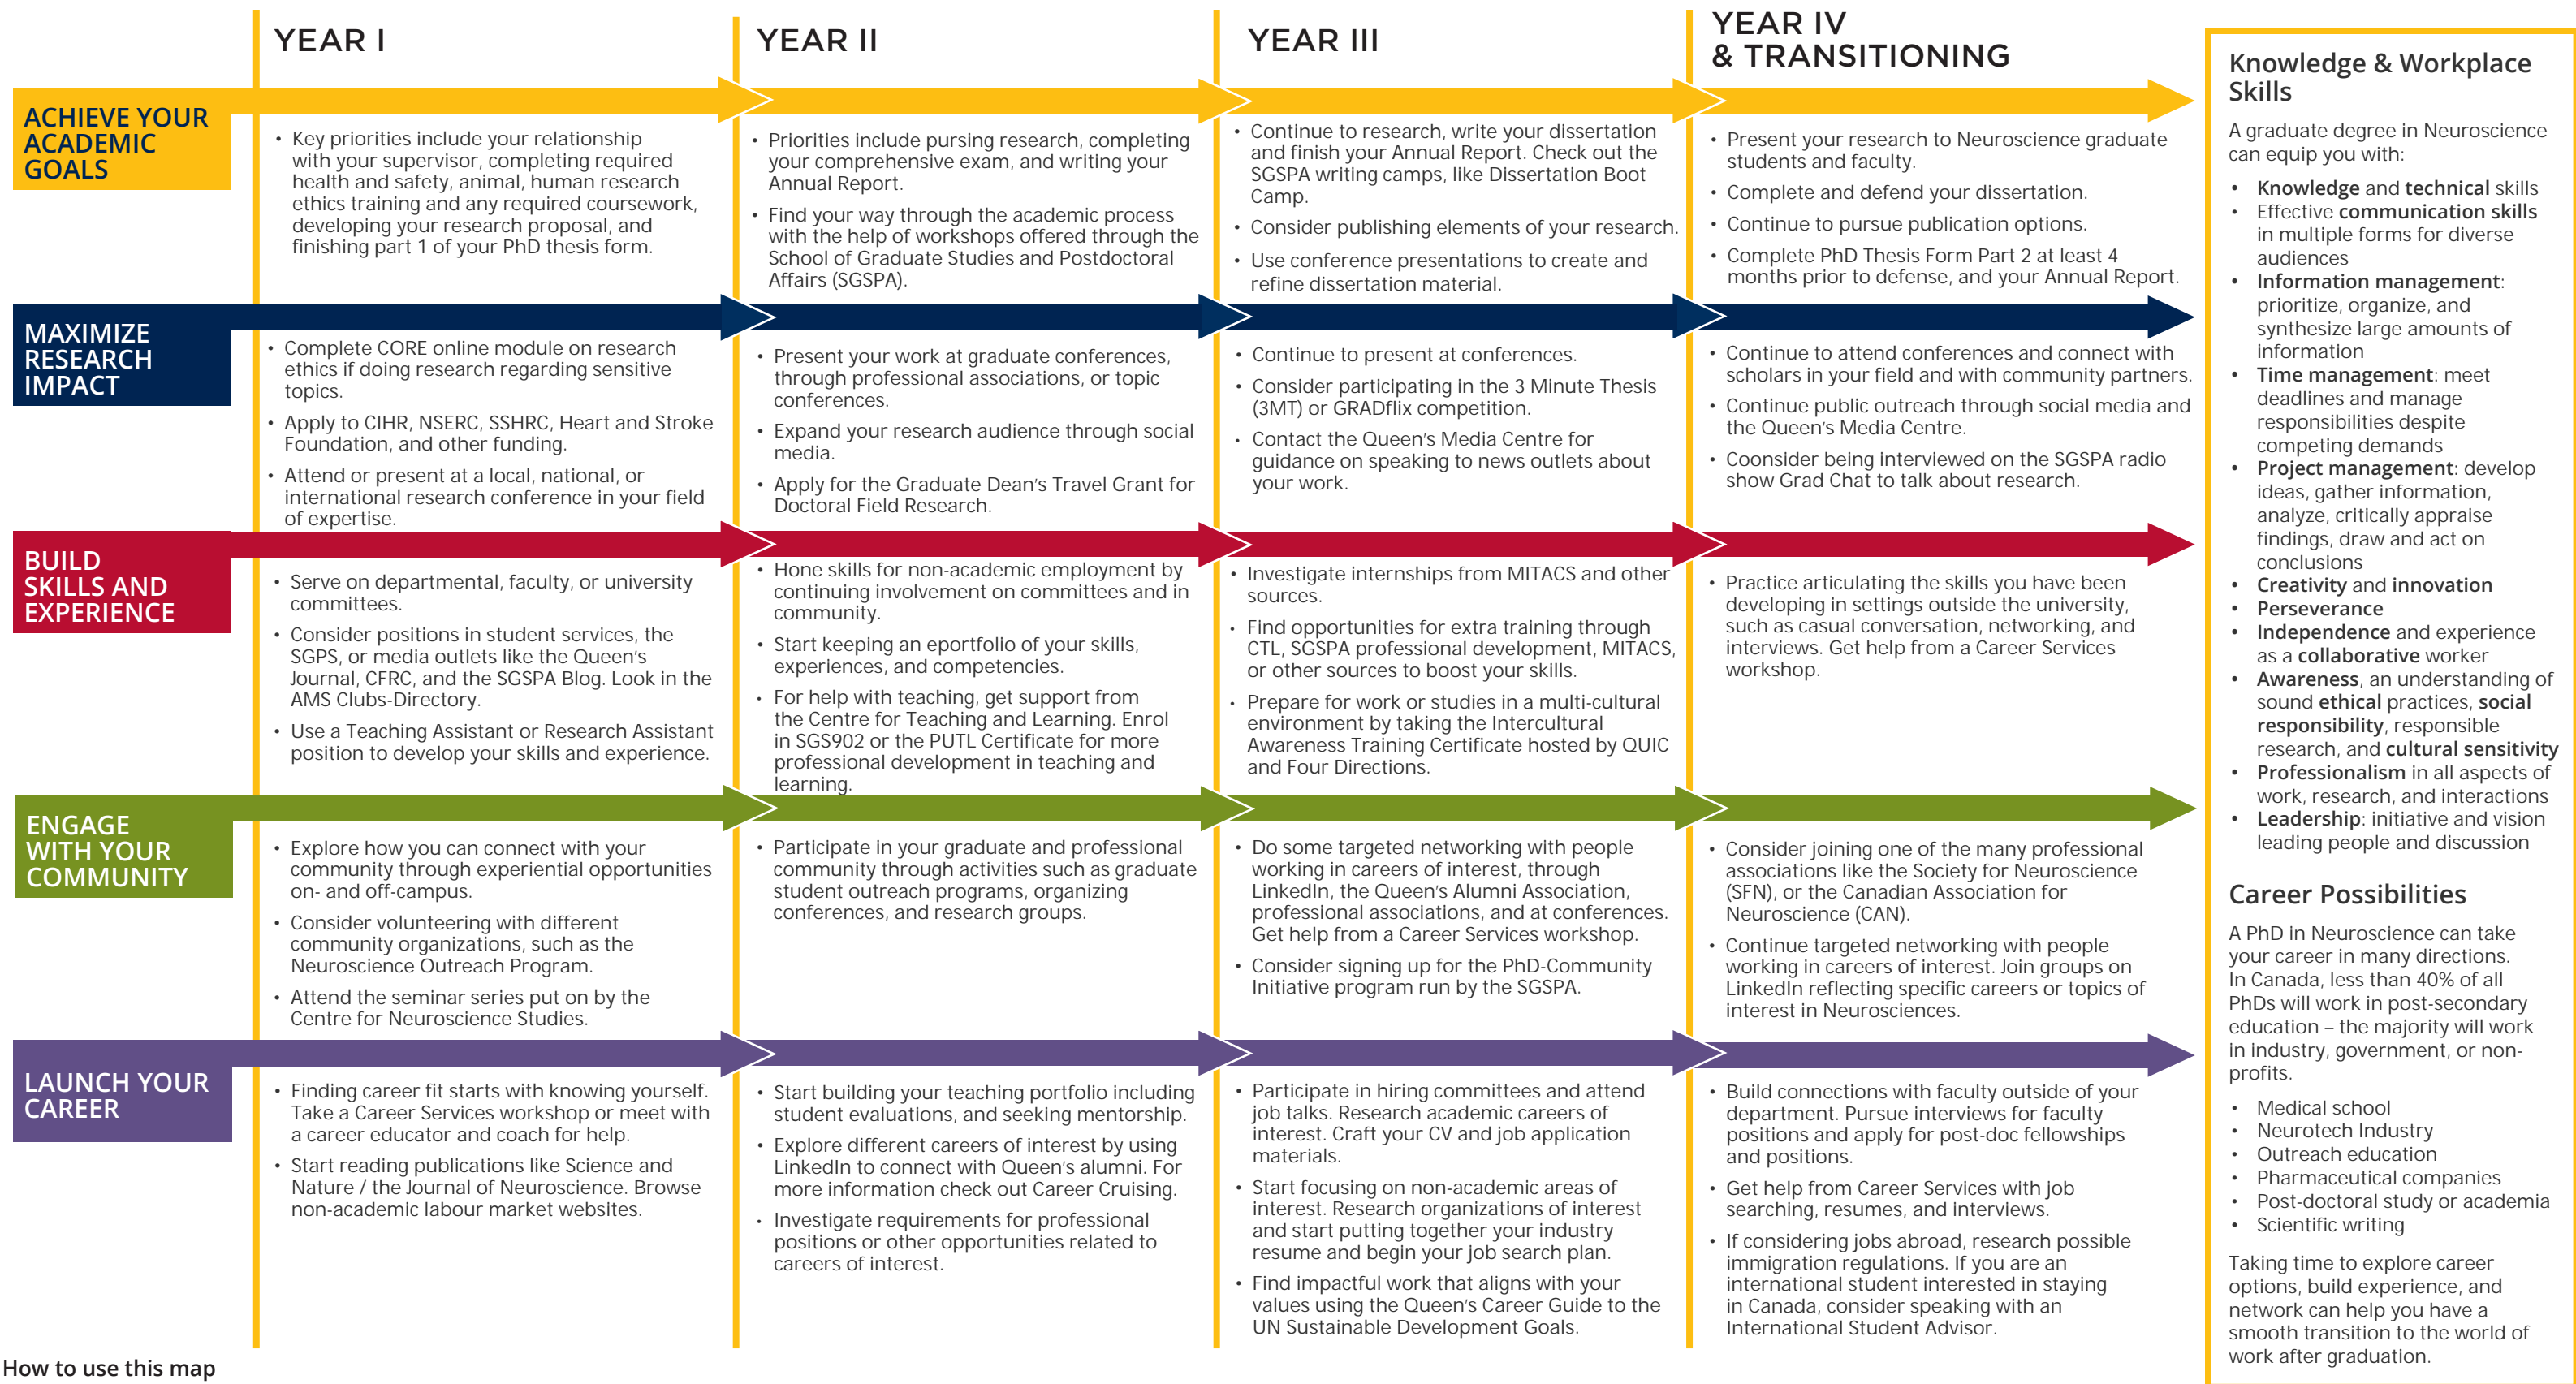 YEAR I
YEAR II
YEAR III
YEAR IV
& TRANSITIONING
ACHIEVE YOUR
ACADEMIC
GOALS
• Key priorities include your relationship
with your supervisor, completing required
health and safety, animal, human research
ethics training and any required coursework,
developing your research proposal, and
finishing part 1 of your PhD thesis form.
• Priorities include pursing research, completing
your comprehensive exam, and writing your
Annual Report.
• Find your way through the academic process
with the help of workshops offered through the
School of Graduate Studies and Postdoctoral
Affairs (SGSPA).
• Continue to research, write your dissertation
and finish your Annual Report. Check out the
SGSPA writing camps, like Dissertation Boot
Camp.
• Consider publishing elements of your research.
• Use conference presentations to create and
refine dissertation material.
• Present your research to Neuroscience graduate
students and faculty.
• Complete and defend your dissertation.
• Continue to pursue publication options.
• Complete PhD Thesis Form Part 2 at least 4
months prior to defense, and your Annual Report.
MAXIMIZE
RESEARCH
IMPACT
• Complete CORE online module on research
ethics if doing research regarding sensitive
topics.
• Apply to CIHR, NSERC, SSHRC, Heart and Stroke
Foundation, and other funding.
• Attend or present at a local, national, or
international research conference in your field
of expertise.
• Present your work at graduate conferences,
through professional associations, or topic
conferences.
• Expand your research audience through social
media.
• Apply for the Graduate Dean's Travel Grant for
Doctoral Field Research.
• Continue to present at conferences.
• Consider participating in the 3 Minute Thesis
(3MT) or GRADflix competition.
• Contact the Queen's Media Centre for
guidance on speaking to news outlets about
your work.
• Continue to attend conferences and connect with
scholars in your field and with community partners.
• Continue public outreach through social media and
the Queen's Media Centre.
• Coonsider being interviewed on the SGSPA radio
show Grad Chat to talk about research.
BUILD
SKILLS AND
EXPERIENCE
• Serve on departmental, faculty, or university
committees.
• Consider positions in student services, the
SGPS, or media outlets like the Queen's
Journal, CFRC, and the SGSPA Blog. Look in the
AMS Clubs-Directory.
• Use a Teaching Assistant or Research Assistant
position to develop your skills and experience.
• Hone skills for non-academic employment by
continuing involvement on committees and in
community.
• Start keeping an eportfolio of your skills,
experiences, and competencies.
• For help with teaching, get support from
the Centre for Teaching and Learning. Enrol
in SGS902 or the PUTL Certificate for more
professional development in teaching and
learning.
• Investigate internships from MITACS and other
sources.
• Find opportunities for extra training through
CTL, SGSPA professional development, MITACS,
or other sources to boost your skills.
• Prepare for work or studies in a multi-cultural
environment by taking the Intercultural
Awareness Training Certificate hosted by QUIC
and Four Directions.
• Practice articulating the skills you have been
developing in settings outside the university,
such as casual conversation, networking, and
interviews. Get help from a Career Services
workshop.
ENGAGE
WITH YOUR
COMMUNITY
• Explore how you can connect with your
community through experiential opportunities
on- and off-campus.
• Consider volunteering with different
community organizations, such as the
Neuroscience Outreach Program.
• Attend the seminar series put on by the
Centre for Neuroscience Studies.
• Participate in your graduate and professional
community through activities such as graduate
student outreach programs, organizing
conferences, and research groups.
• Do some targeted networking with people
working in careers of interest, through
LinkedIn, the Queen's Alumni Association,
professional associations, and at conferences.
Get help from a Career Services workshop.
• Consider signing up for the PhD-Community
Initiative program run by the SGSPA.
• Consider joining one of the many professional
associations like the Society for Neuroscience
(SFN), or the Canadian Association for
Neuroscience (CAN).
• Continue targeted networking with people
working in careers of interest. Join groups on
LinkedIn reflecting specific careers or topics of
interest in Neurosciences.
LAUNCH YOUR
CAREER
• Finding career fit starts with knowing yourself.
Take a Career Services workshop or meet with
a career educator and coach for help.
• Start reading publications like Science and
Nature / the Journal of Neuroscience. Browse
non-academic labour market websites.
• Start building your teaching portfolio including
student evaluations, and seeking mentorship.
• Explore different careers of interest by using
LinkedIn to connect with Queen's alumni. For
more information check out Career Cruising.
• Investigate requirements for professional
positions or other opportunities related to
careers of interest.
• Participate in hiring committees and attend
job talks. Research academic careers of
interest. Craft your CV and job application
materials.
• Start focusing on non-academic areas of
interest. Research organizations of interest
and start putting together your industry
resume and begin your job search plan.
• Find impactful work that aligns with your
values using the Queen's Career Guide to the
UN Sustainable Development Goals.
• Build connections with faculty outside of your
department. Pursue interviews for faculty
positions and apply for post-doc fellowships
and positions.
• Get help from Career Services with job
searching, resumes, and interviews.
• If considering jobs abroad, research possible
immigration regulations. If you are an
international student interested in staying
in Canada, consider speaking with an
International Student Advisor.
Knowledge & Workplace
Skills
A graduate degree in Neuroscience
can equip you with:
• Knowledge and technical skills
• Effective communication skills
in multiple forms for diverse
audiences
• Information management:
prioritize, organize, and
synthesize large amounts of
information
• Time management: meet
deadlines and manage
responsibilities despite
competing demands
• Project management: develop
ideas, gather information,
analyze, critically appraise
findings, draw and act on
conclusions
• Creativity and innovation
• Perseverance
• Independence and experience
as a collaborative worker
• Awareness, an understanding of
sound ethical practices, social
responsibility, responsible
research, and cultural sensitivity
• Professionalism in all aspects of
work, research, and interactions
• Leadership: initiative and vision
leading people and discussion
Career Possibilities
A PhD in Neuroscience can take
your career in many directions.
In Canada, less than 40% of all
PhDs will work in post-secondary
education – the majority will work
in industry, government, or non-
profits.
• Medical school
• Neurotech Industry
• Outreach education
• Pharmaceutical companies
• Post-doctoral study or academia
• Scientific writing
Taking time to explore career
options, build experience, and
network can help you have a
smooth transition to the world of
work after graduation.
How to use this map